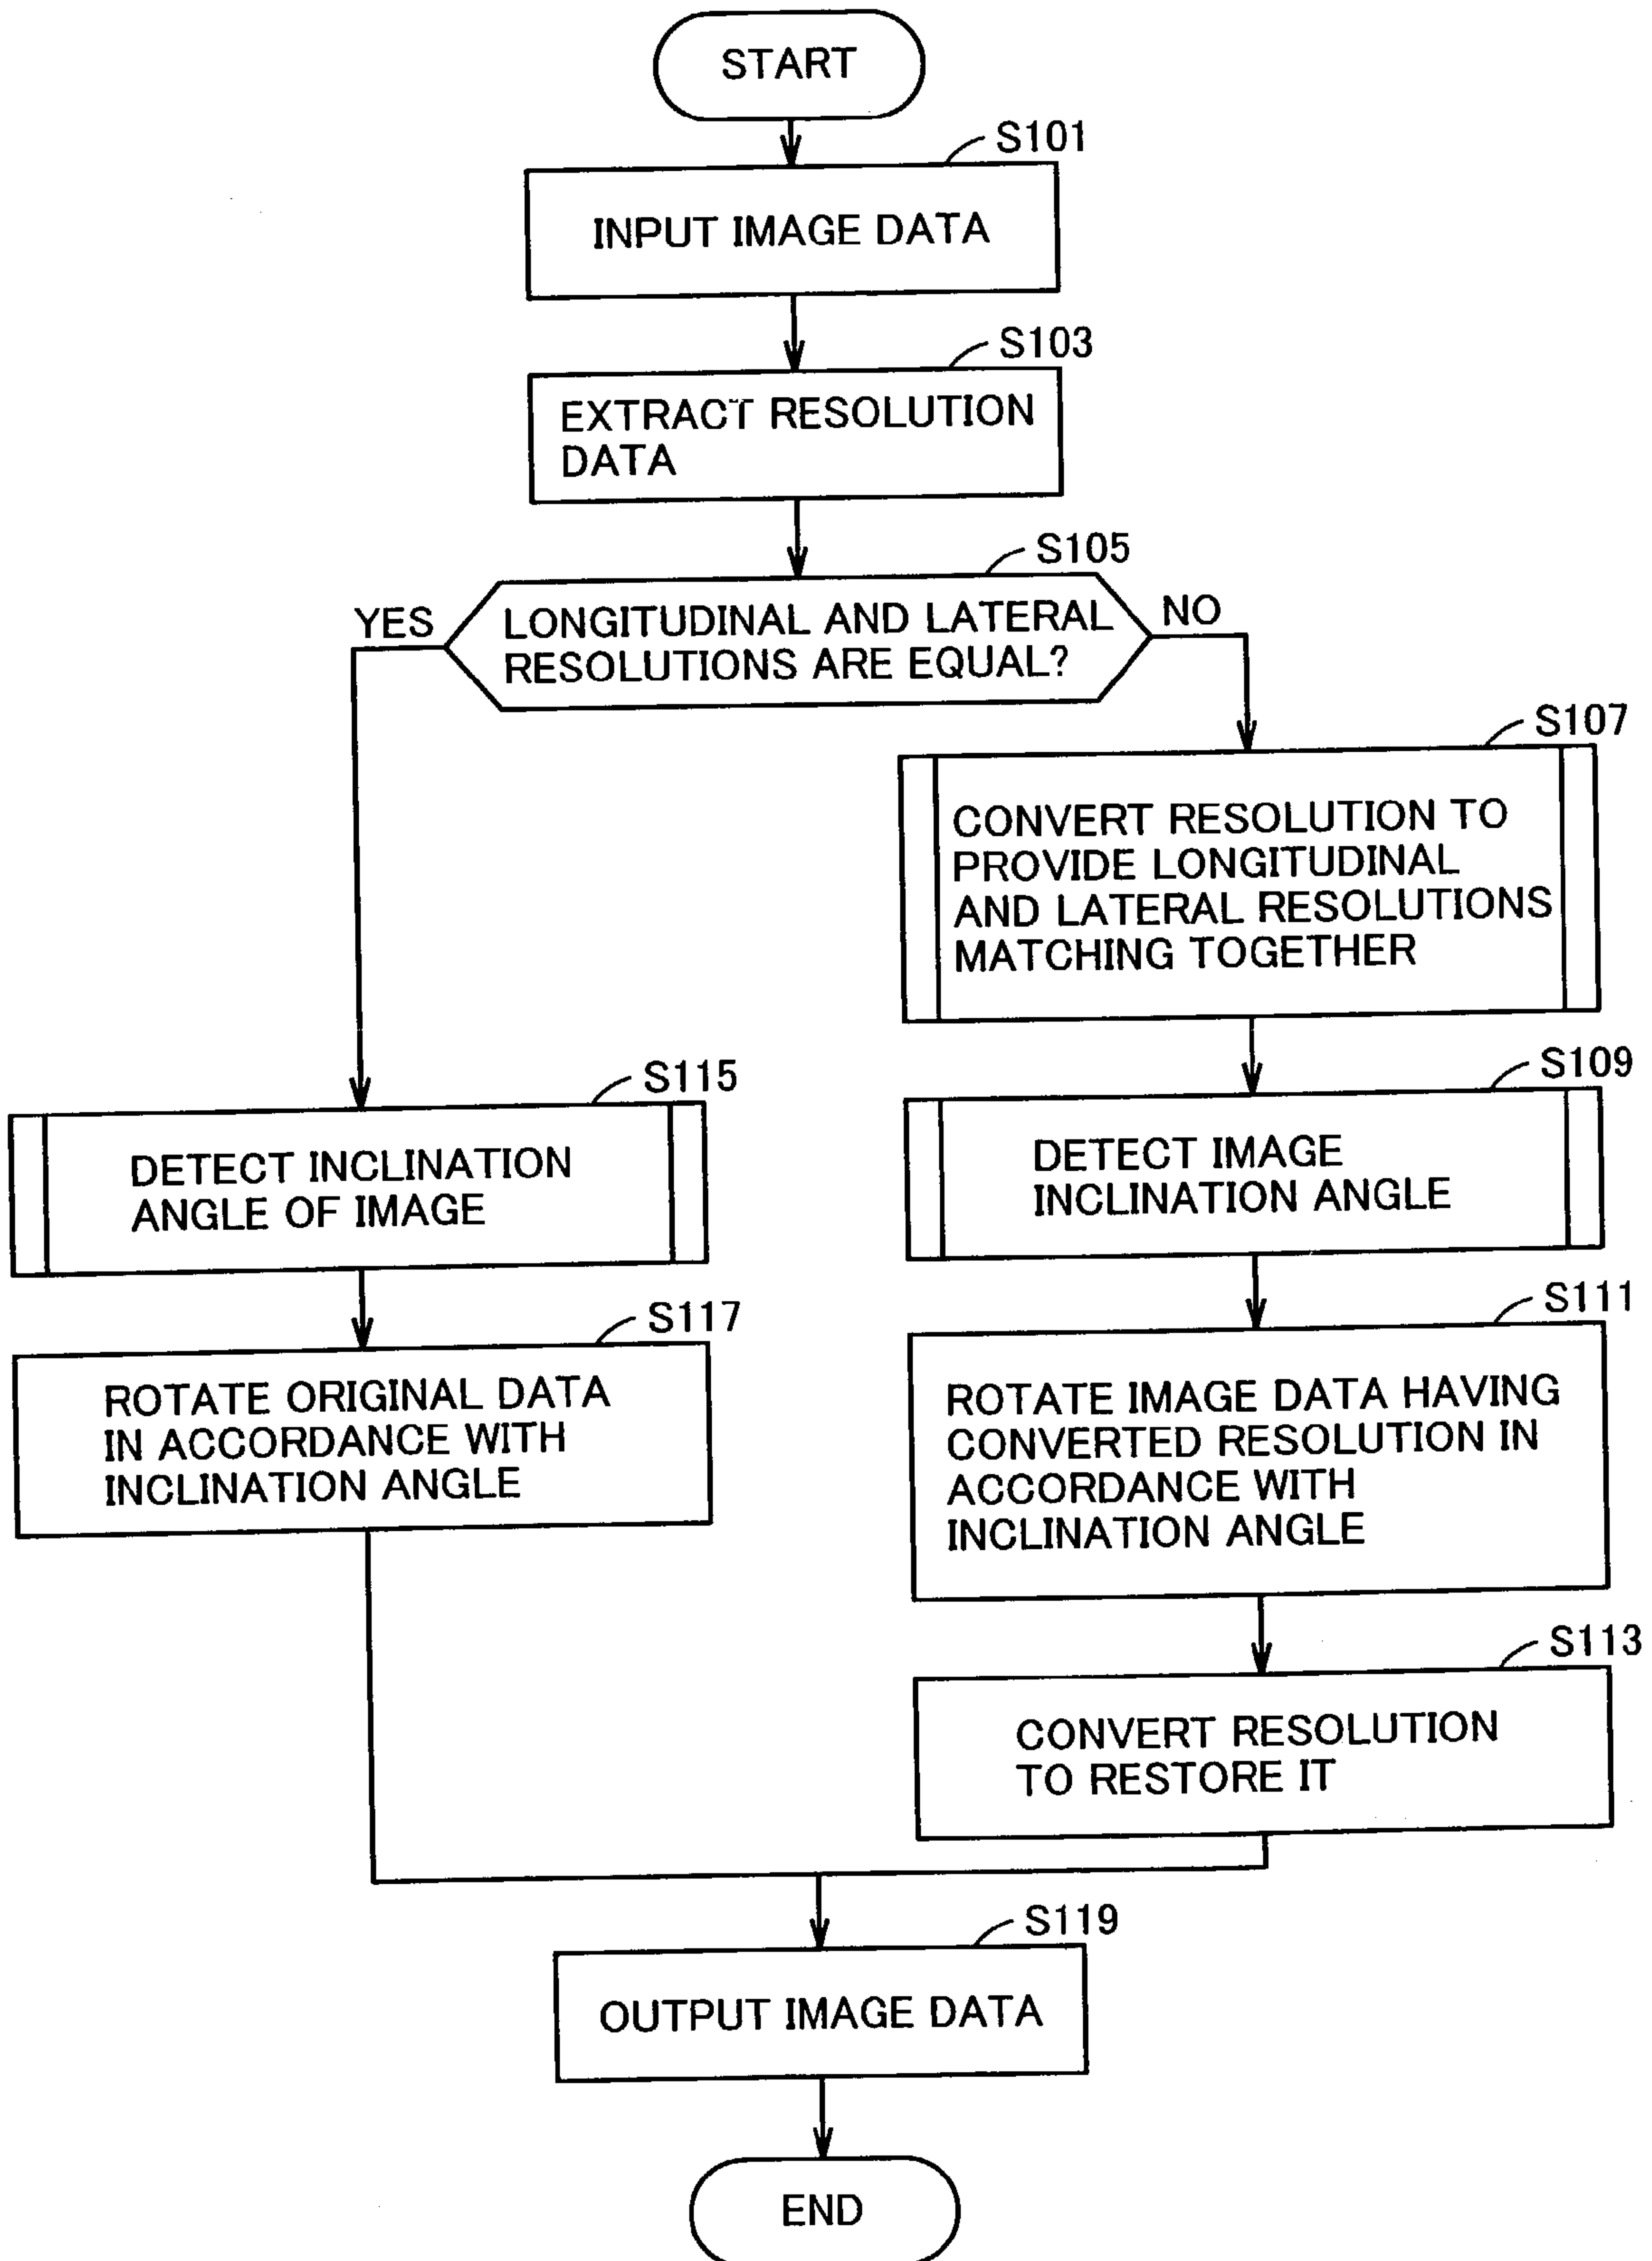 START
S101
INPUT IMAGE DATA
S103
EXTRACT RESOLUTION
DATA
S105
YES
LONGITUDINAL AND LATERAL
RESOLUTIONS ARE EQUAL?
NO
S107
CONVERT RESOLUTION TO
PROVIDE LONGITUDINAL
AND LATERAL RESOLUTIONS
MATCHING TOGETHER
S115
DETECT INCLINATION
ANGLE OF IMAGE
S109
DETECT IMAGE
INCLINATION ANGLE
S117
ROTATE ORIGINAL DATA
IN ACCORDANCE WITH
INCLINATION ANGLE
S111
ROTATE IMAGE DATA HAVING
CONVERTED RESOLUTION IN
ACCORDANCE WITH
INCLINATION ANGLE
S113
CONVERT RESOLUTION
TO RESTORE IT
S119
OUTPUT IMAGE DATA
END